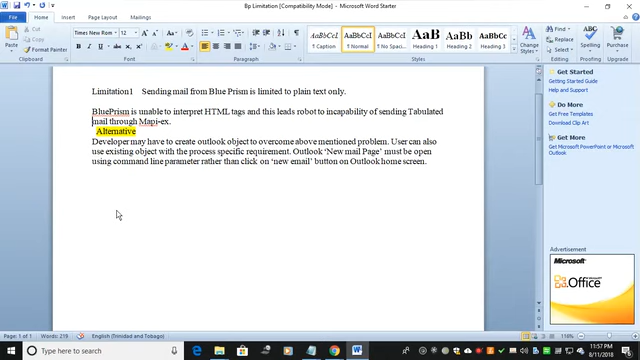 Bp Limitation [Compatibility Mode] - Microsoft Word Starter
File Home Insert Page Layout Mailings
Paste
Cut
Copy
Format Painter
Clipboard
Times New Rom 12
Font
Paragraph
AaBbCcI AaBbCcI AaBbCcI AaB AaBbC AaBbCc
¶ Caption ¶ Normal ¶ No Spaci... Heading 1 Heading 2 Heading 3
Change Styles
Styles
Spelling
Proofing
Find
Replace
Select
Editing
Limitation1 Sending mail from Blue Prism is limited to plain text only.
BluePrism is unable to interpret HTML tags and this leads robot to incapability of sending Tabulated
mail through Mapi-ex.
Alternative
Developer may have to create outlook object to overcome above mentioned problem. User can also
use existing object with the process specific requirement. Outlook ‘New mail Page’ must be open
using command line parameter rather than click on ‘new email’ button on Outlook home screen.
Get Started
Getting Started Guide
Help and Support
Do More
Get Free Templates
Download Clip Art
Get More
Get Microsoft PowerPoint or Microsoft
Outlook
Advertisement
Microsoft
Office
Page: 1 of 1 Words: 219 English (Trinidad and Tobago) 116%
Type here to search
11:57 PM
8/11/2018